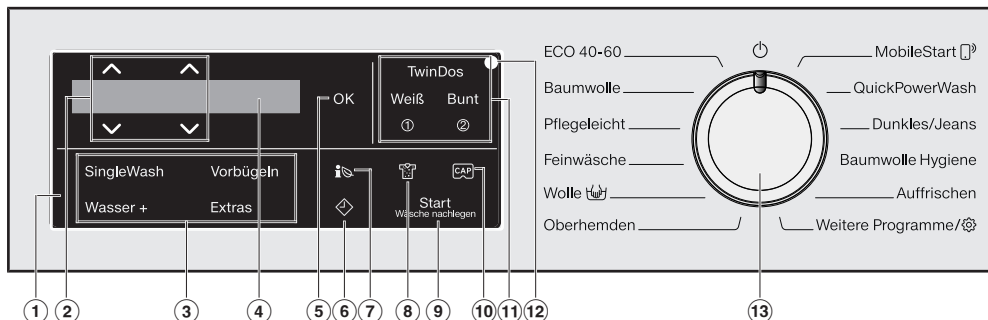 TwinDos
OK
Weiß Bunt
① ②
SingleWash Vorbügeln
Wasser + Extras
i
CAP
Start
Wäsche nachlegen
ECO 40-60
Baumwolle
Pflegeleicht
Feinwäsche
Wolle
Oberhemden
MobileStart
QuickPowerWash
Dunkles/Jeans
Baumwolle Hygiene
Auffrischen
Weitere Programme/
① ② ③ ④ ⑤ ⑥ ⑦ ⑧ ⑨ ⑩ ⑪ ⑫ ⑬